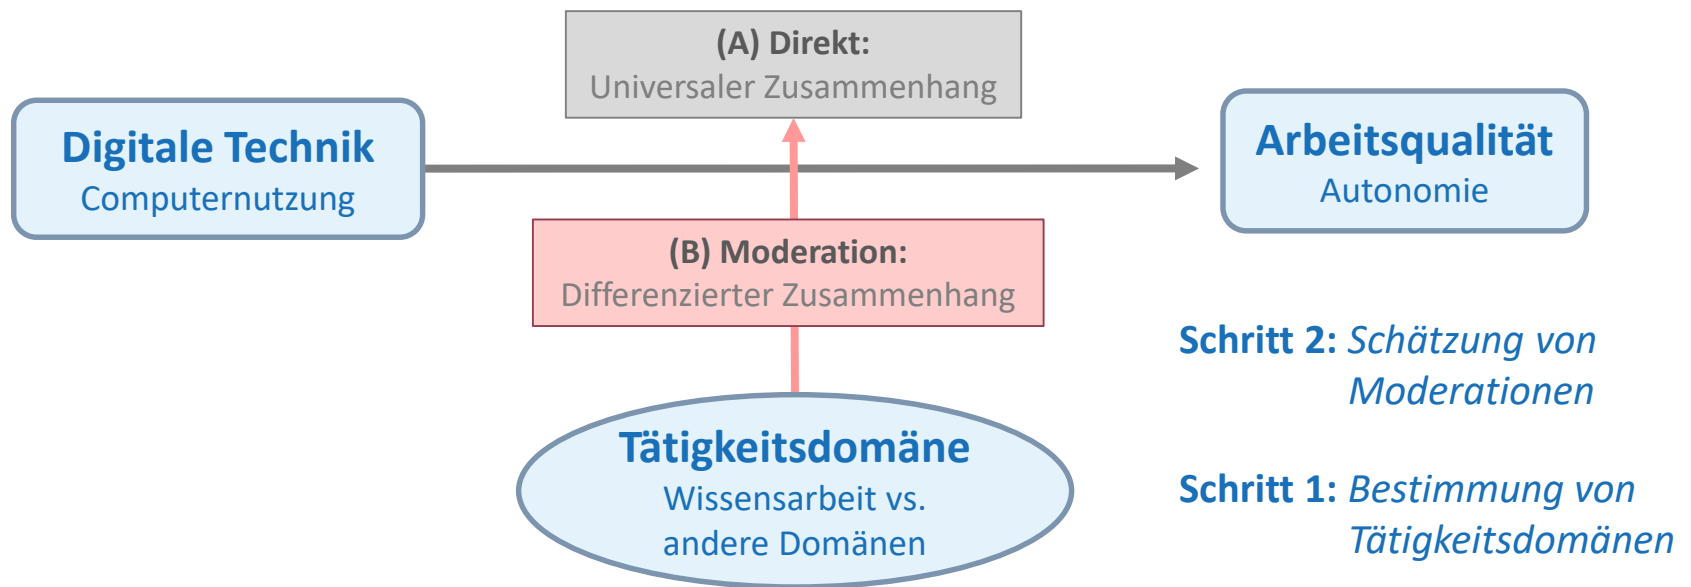 (A) Direkt:
Universaler Zusammenhang
Digitale Technik
Computernutzung
Arbeitsqualität
Autonomie
(B) Moderation:
Differenzierter Zusammenhang
Tätigkeitsdomäne
Wissensarbeit vs.
andere Domänen
Schritt 2: Schätzung von
Moderationen
Schritt 1: Bestimmung von
Tätigkeitsdomänen